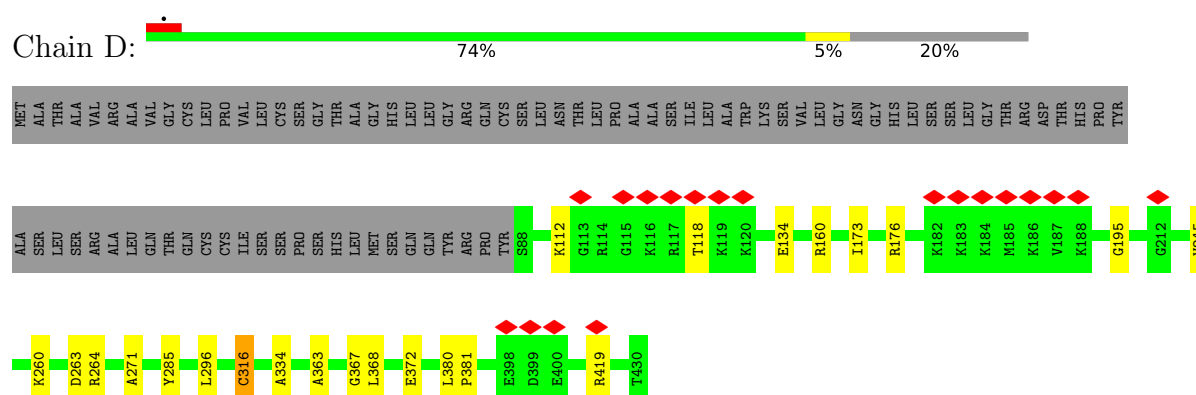 Chain D:
74% 5% 20%
MET ALA THR ALA VAL ARG ALA VAL GLY CYS LEU PRO VAL LEU CYS SER GLY THR ALA GLY HIS LEU LEU GLY ARG GLN CYS SER LEU ASN THR LEU PRO ALA ALA SER ILE LEU ALA TRP LYS SER VAL LEU GLY ASN GLY HIS LEU SER SER LEU GLY THR ARG ASP THR HIS PRO TYR
ALA SER LEU SER ARG ALA LEU GLN THR GLN CYS CYS ILE SER SER PRO SER HIS LEU MET SER GLN GLN TYR ARG PRO TYR S88 K112 G113 R114 G115 K116 R117 T118 K119 K120 E134 R160 I173 R176 K182 K183 K184 M185 K186 V187 K188 G195 G212
K260 D263 R264 A271 Y285 L296 C316 A334 A363 G367 L368 E372 L380 P381 E398 D399 E400 R419 T430